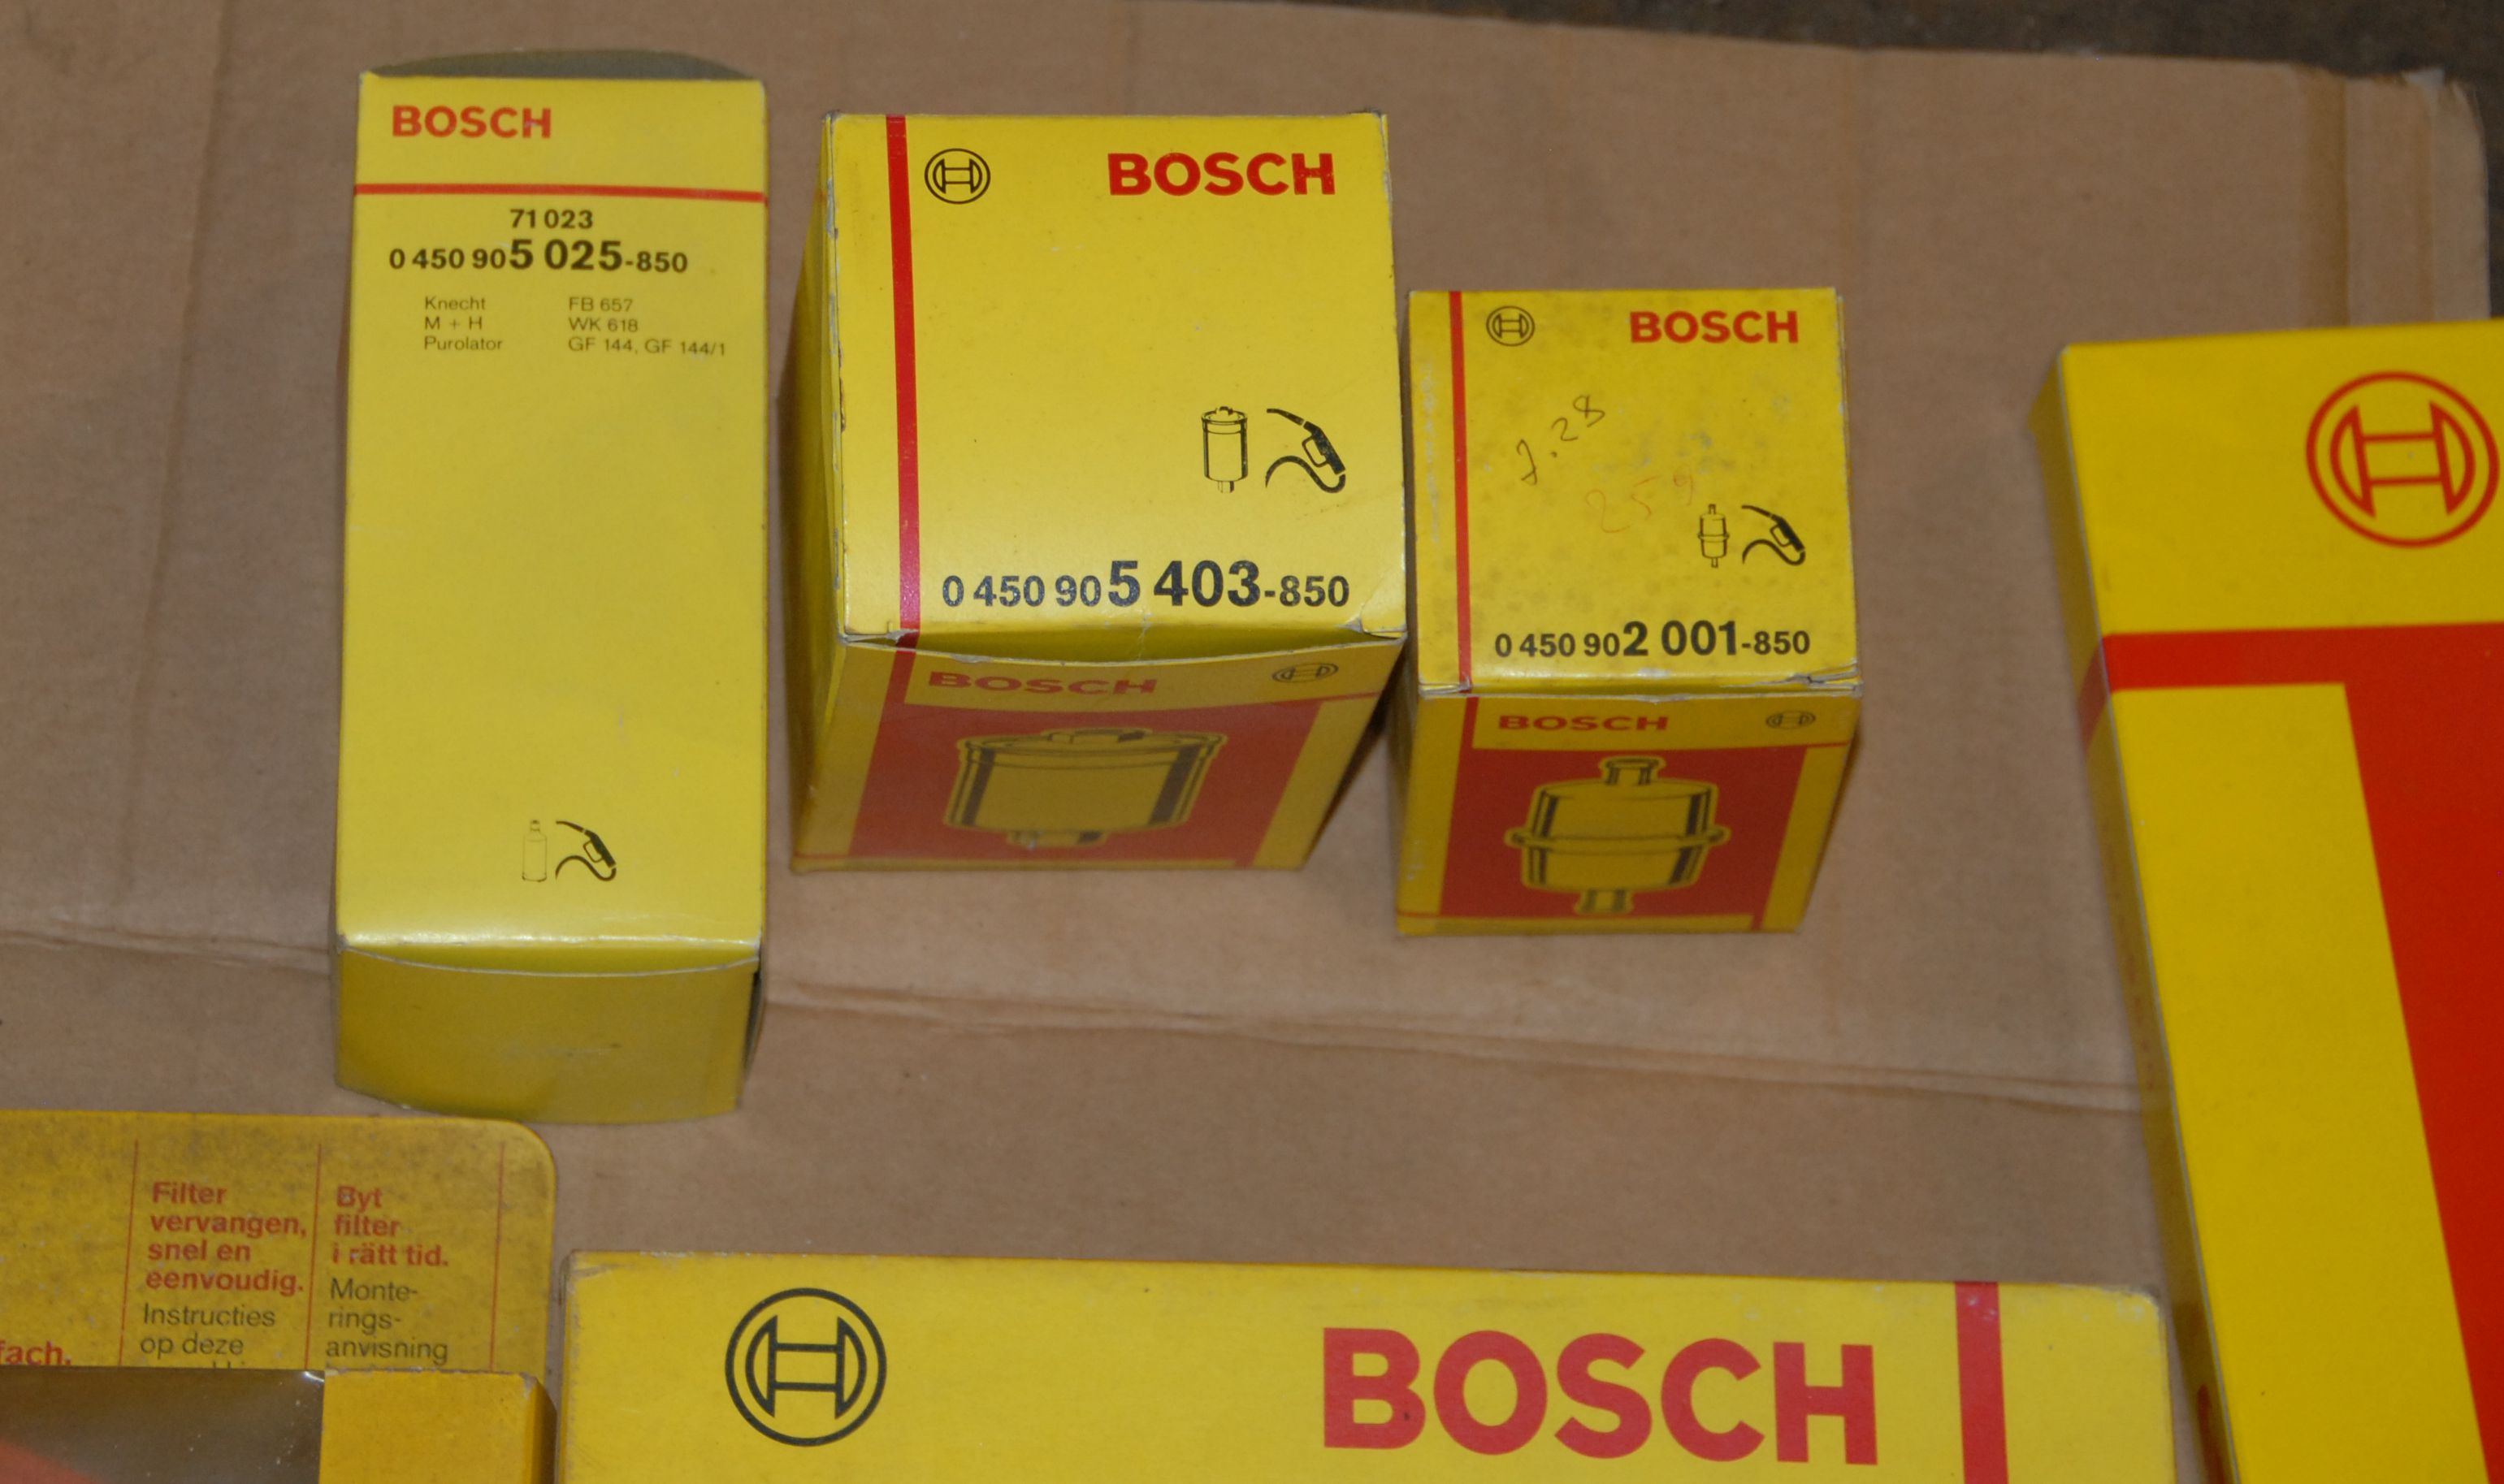 BOSCH
71 023
0 450 905 025-850
Knecht FB 657
M + H WK 618
Purolator GF 144, GF 144/1
BOSCH
0 450 905 403-850
BOSCH
BOSCH
7.28
0 450 902 001-850
BOSCH
fach.
Filter
vervangen,
snel en
eenvoudig.
Instructies
op deze
Byt
filter
i rätt tid.
Monte-
rings-
anvisning
BOSCH